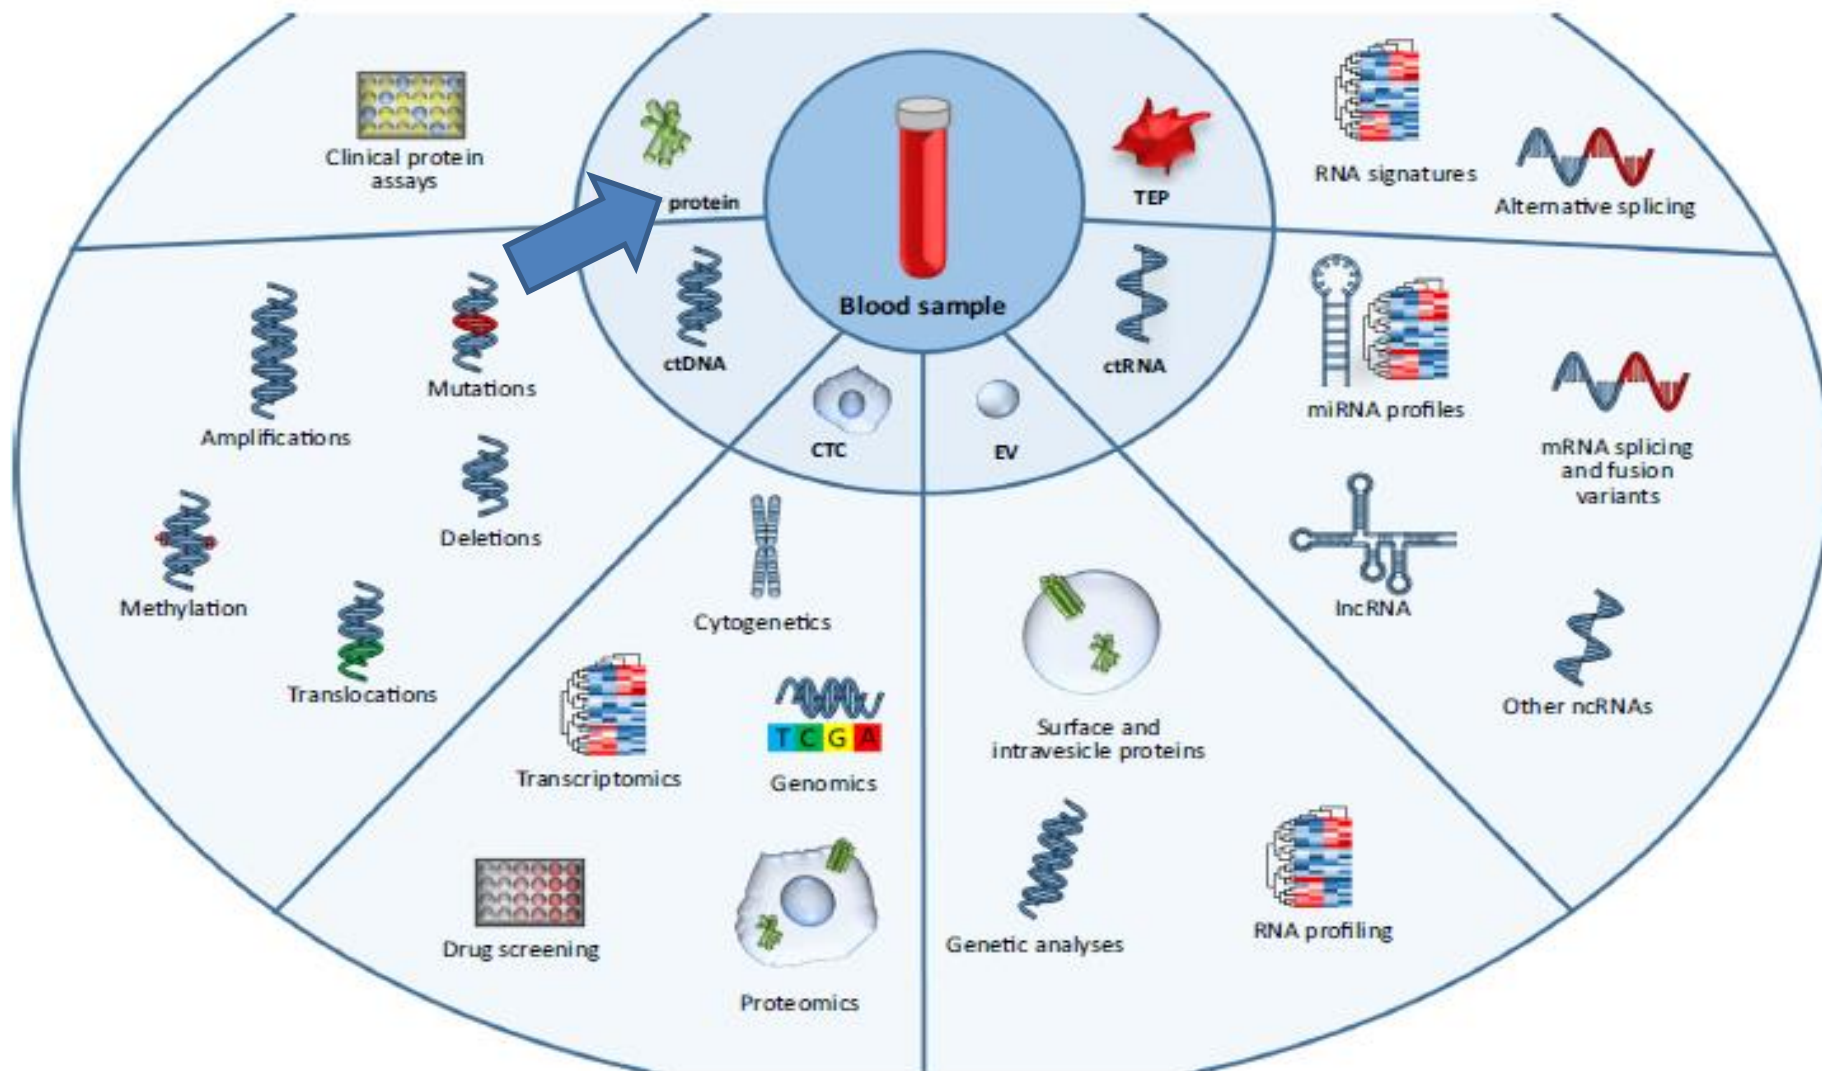 Clinical protein
assays
protein
Blood sample
TEP
RNA signatures
Alternative splicing
ctDNA
ctRNA
CTC
EV
Mutations
Amplifications
Deletions
Methylation
Translocations
Cytogenetics
Transcriptomics
T C G A
Genomics
Drug screening
Proteomics
Surface and
intravesicle proteins
Genetic analyses
RNA profiling
miRNA profiles
mRNA splicing
and fusion
variants
lncRNA
Other ncRNAs